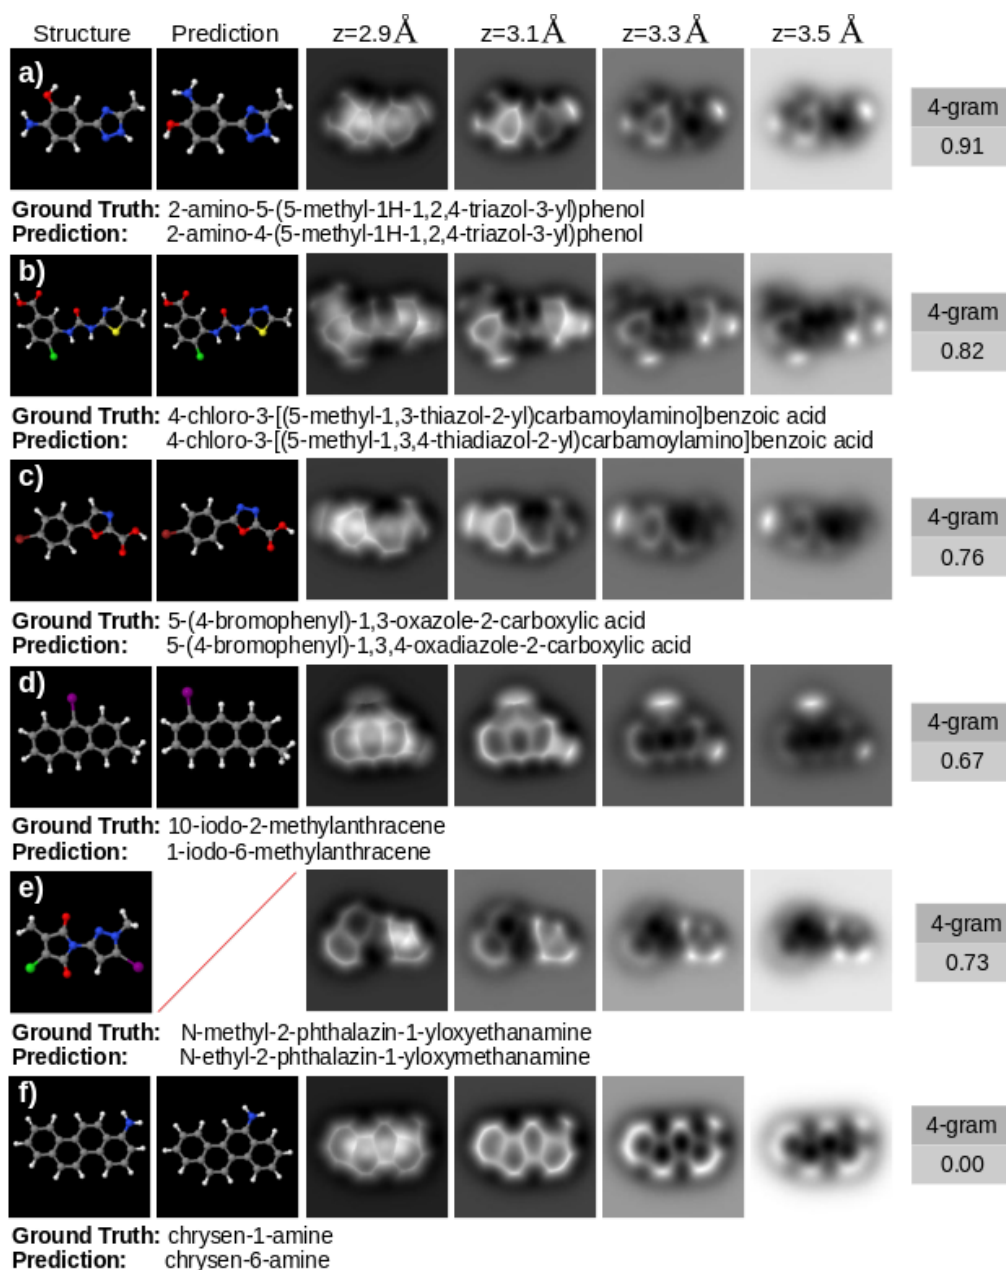 Structure Prediction z=2.9 Å z=3.1 Å z=3.3 Å z=3.5 Å
a)
4-gram
0.91
Ground Truth: 2-amino-5-(5-methyl-1H-1,2,4-triazol-3-yl)phenol
Prediction: 2-amino-4-(5-methyl-1H-1,2,4-triazol-3-yl)phenol
b)
4-gram
0.82
Ground Truth: 4-chloro-3-[(5-methyl-1,3-thiazol-2-yl)carbamoylamino]benzoic acid
Prediction: 4-chloro-3-[(5-methyl-1,3,4-thiadiazol-2-yl)carbamoylamino]benzoic acid
c)
4-gram
0.76
Ground Truth: 5-(4-bromophenyl)-1,3-oxazole-2-carboxylic acid
Prediction: 5-(4-bromophenyl)-1,3,4-oxadiazole-2-carboxylic acid
d)
4-gram
0.67
Ground Truth: 10-iodo-2-methylanthracene
Prediction: 1-iodo-6-methylanthracene
e)
4-gram
0.73
Ground Truth: N-methyl-2-phthalazin-1-yloxyethanamine
Prediction: N-ethyl-2-phthalazin-1-yloxymethanamine
f)
4-gram
0.00
Ground Truth: chrysen-1-amine
Prediction: chrysen-6-amine